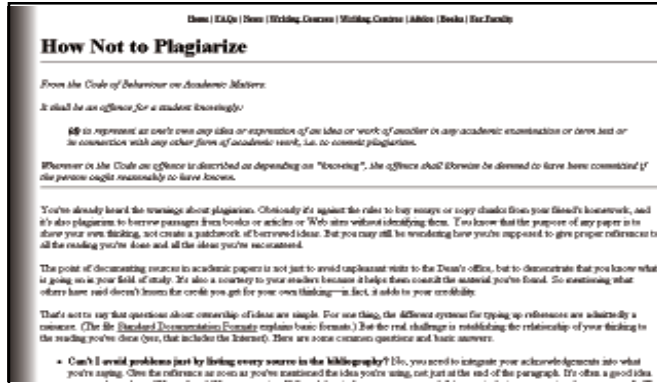 Home | FAQs | News | Writing Courses | Writing Centres | Advice | Books | For Faculty
How Not to Plagiarize
From the Code of Behaviour on Academic Matters:
It shall be an offence for a student knowingly:
(d) to represent as one's own any idea or expression of an idea or work of another in any academic examination or term test or
in connection with any other form of academic work, i.e. to commit plagiarism.
Wherever in the Code an offence is described as depending on "knowing", the offence shall likewise be deemed to have been committed if
the person ought reasonably to have known.
You've already heard the warnings about plagiarism. Obviously it's against the rules to buy essays or copy chunks from your friend's homework, and
it's also plagiarism to borrow passages from books or articles or Web sites without identifying them. You know that the purpose of any paper is to
show your own thinking, not create a patchwork of borrowed ideas. But you may still be wondering how you're supposed to give proper references to
all the reading you've done and all the ideas you've encountered.
The point of documenting sources in academic papers is not just to avoid unpleasant visits to the Dean's office, but to demonstrate that you know what
is going on in your field of study. It's also a courtesy to your readers because it helps them consult the material you've found. So mentioning what
others have said doesn't lessen the credit you get for your own thinking—in fact, it adds to your credibility.
That's not to say that questions about ownership of ideas are simple. For one thing, the different systems for typing up references are admittedly a
nuisance. (The file Standard Documentation Formats explains basic formats.) But the real challenge is establishing the relationship of your thinking to
the reading you've done (yes, that includes the Internet). Here are some common questions and basic answers.
• Can't I avoid problems just by listing every source in the bibliography? No, you need to integrate your acknowledgements into what
you're saying. Give the reference as soon as you've mentioned the idea you're using, not just at the end of the paragraph. It's often a good idea